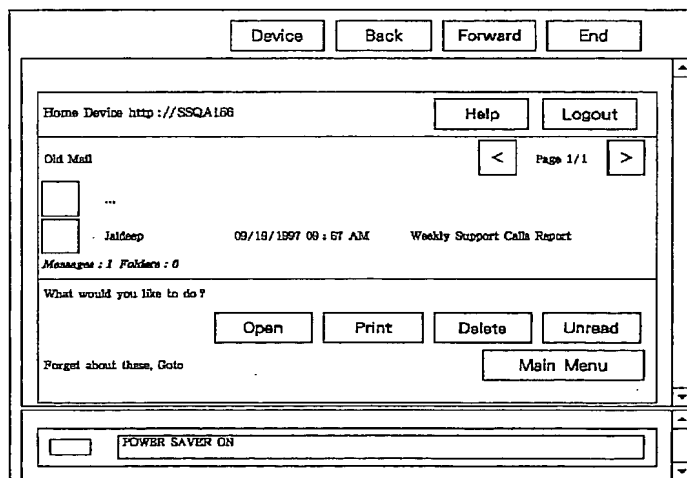 Device Back Forward End
Home Device http://SSQA156 Help Logout
Old Mail < Page 1/1 >
...
Jaideep 09/19/1997 09:57 AM Weekly Support Calls Report
Messages : 1 Folders : 0
What would you like to do ?
Open Print Delete Unread
Forget about these, Goto Main Menu
POWER SAVER ON